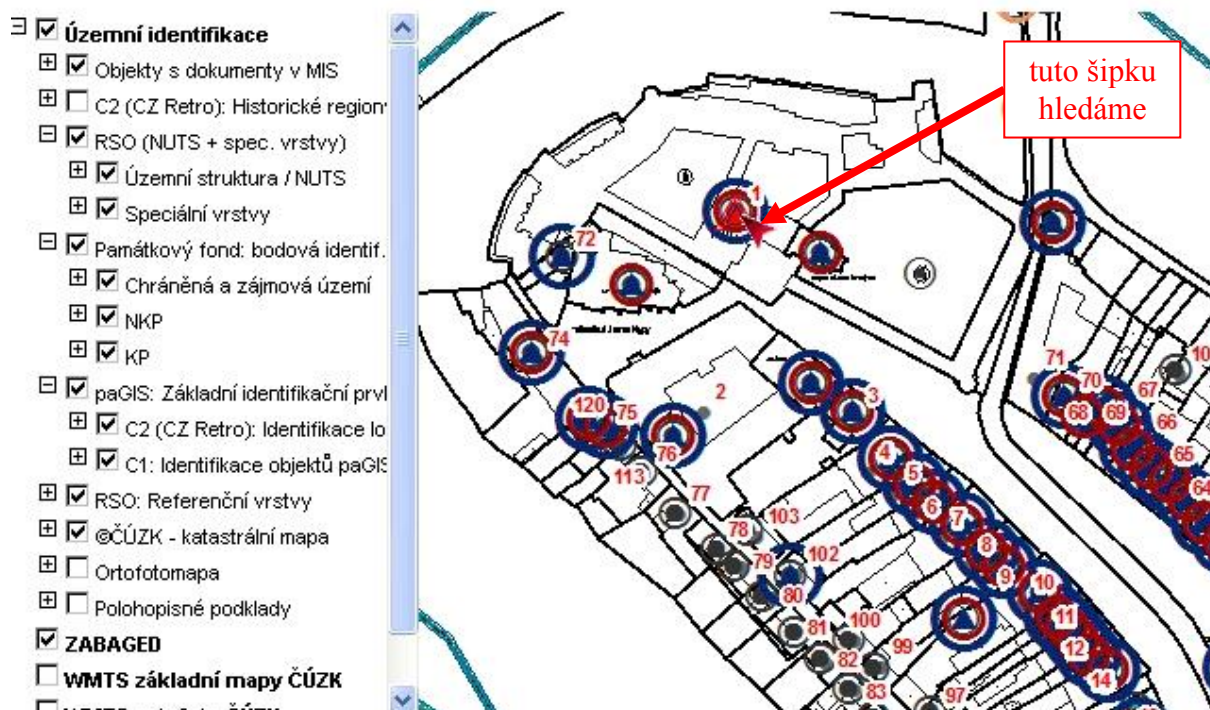 Územní identifikace
Objekty s dokumenty v MIS
C2 (CZ Retro): Historické regiony
RSO (NUTS + spec. vrstvy)
Územní struktura / NUTS
Speciální vrstvy
Památkový fond: bodová identif.
Chráněná a zájmová území
NKP
KP
paGIS: Základní identifikační prvk
C2 (CZ Retro): Identifikace lo
C1: Identifikace objektů paGIS
RSO: Referenční vrstvy
©ČÚZK - katastrální mapa
Ortofotomapa
Polohopisné podklady
ZABAGED
WMTS základní mapy ČÚZK
tuto šipku
hledáme
1
72
74
2
3
120
75
76
113
4
5
6
7
8
9
10
11
12
14
77
78
103
79
102
80
81
100
82
99
83
97
71
70
67
68
69
66
65
64
10